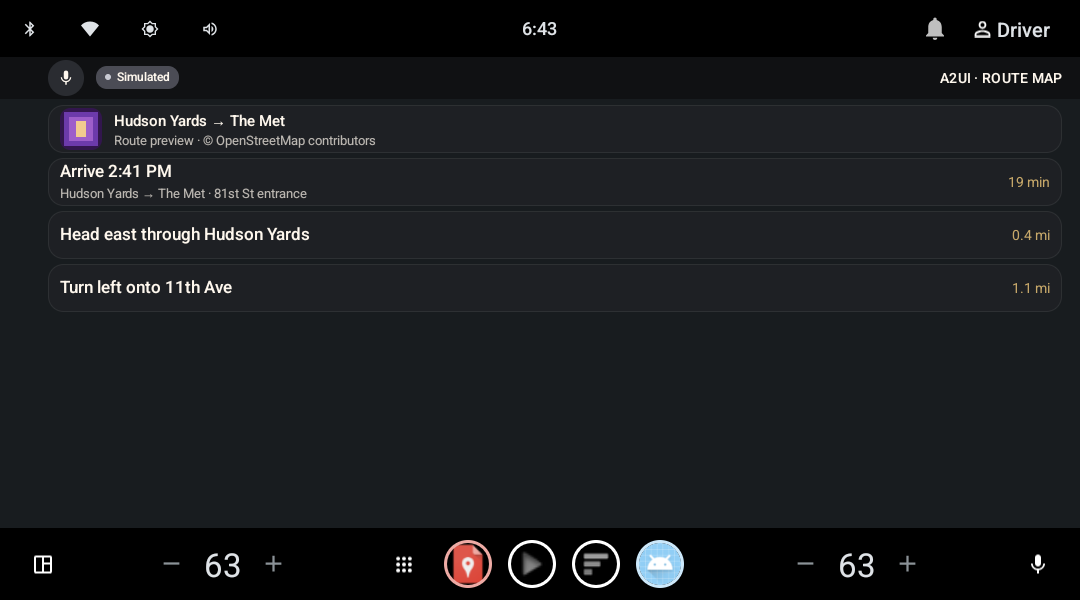 6:43
Driver
Simulated
A2UI · ROUTE MAP
Hudson Yards → The Met
Route preview · © OpenStreetMap contributors
Arrive 2:41 PM
Hudson Yards → The Met · 81st St entrance
19 min
Head east through Hudson Yards
0.4 mi
Turn left onto 11th Ave
1.1 mi
63
63